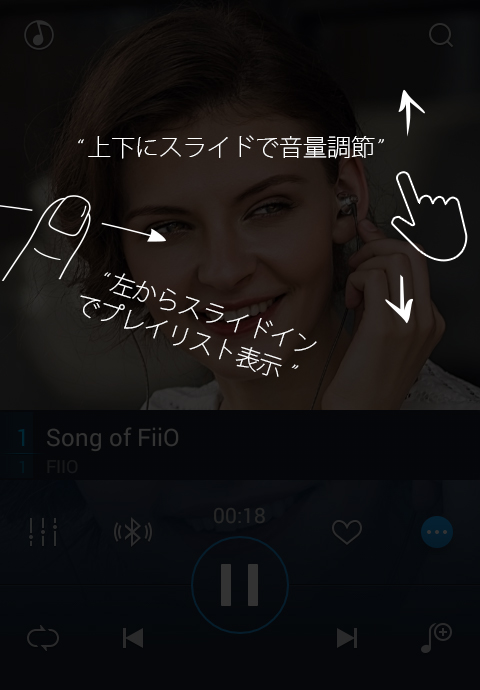 “上下にスライドで音量調節”
“左からスライドイン
でプレイリスト表示 ”
1 Song of FiiO
1 FIIO
00:18